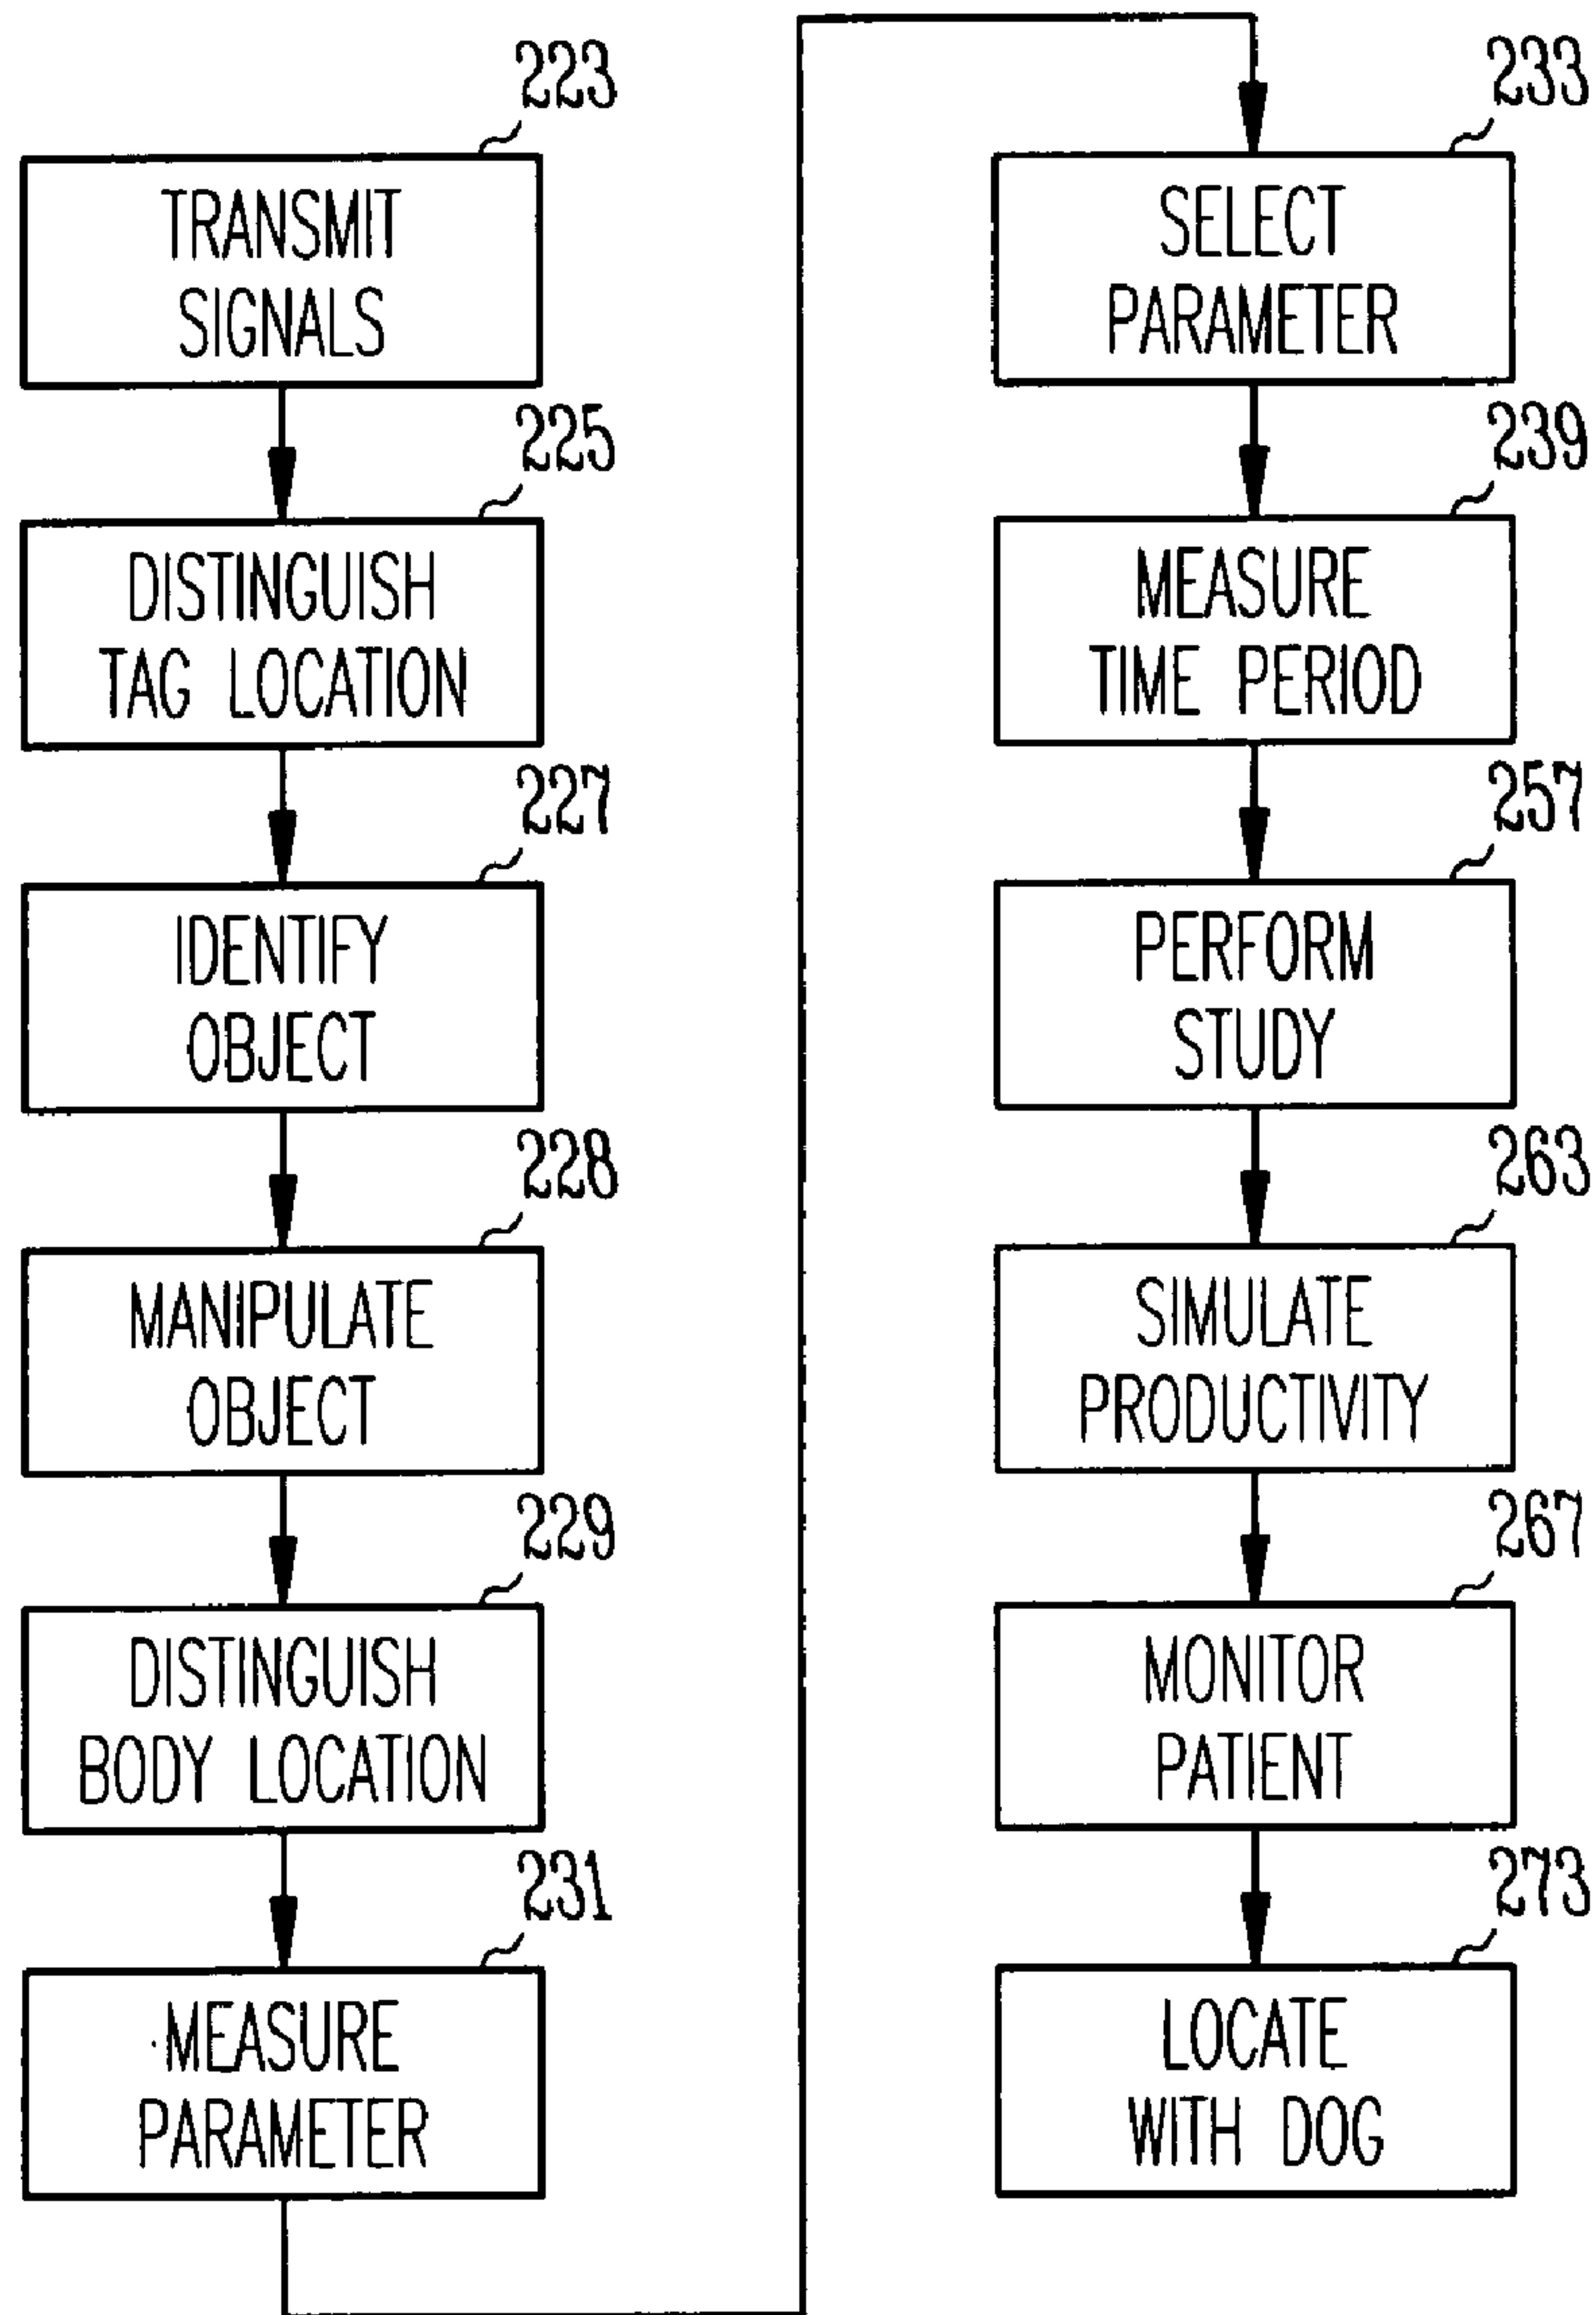 223
TRANSMIT
SIGNALS
225
DISTINGUISH
TAG LOCATION
227
IDENTIFY
OBJECT
228
MANIPULATE
OBJECT
229
DISTINGUISH
BODY LOCATION
231
MEASURE
PARAMETER
233
SELECT
PARAMETER
239
MEASURE
TIME PERIOD
257
PERFORM
STUDY
263
SIMULATE
PRODUCTIVITY
267
MONITOR
PATIENT
273
LOCATE
WITH DOG